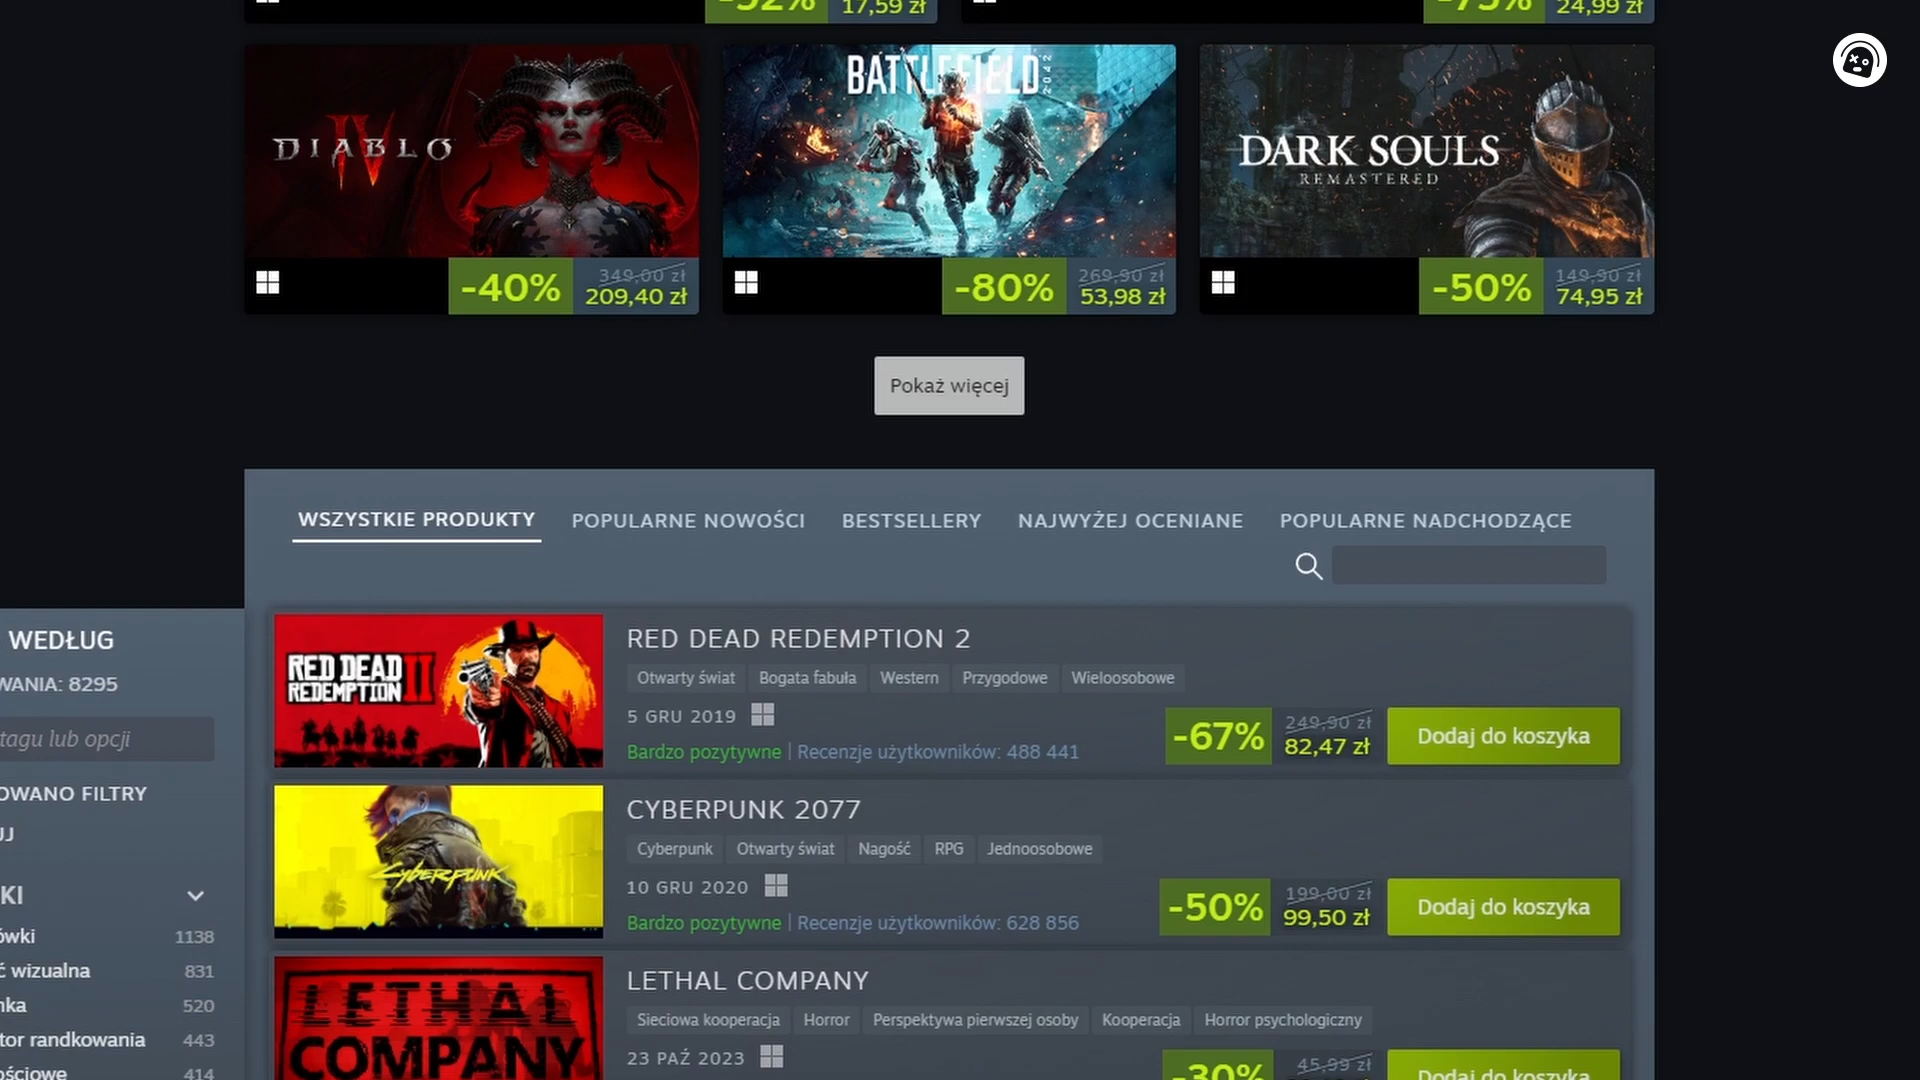 17,59 zł
24,99 zł
DIABLO IV
-40%
349,00 zł
209,40 zł
BATTLEFIELD 2042
-80%
269,90 zł
53,98 zł
DARK SOULS
REMASTERED
-50%
149,90 zł
74,95 zł
Pokaż więcej
WSZYSTKIE PRODUKTY POPULARNE NOWOŚCI BESTSELLERY NAJWYŻEJ OCENIANE POPULARNE NADCHODZĄCE
WEDŁUG
WANIA: 8295
tagu lub opcji
OWANO FILTRY
UJ
KI
ówki 1138
ć wizualna 831
nka 520
tor randkowania 443
ościowe 414
RED DEAD
REDEMPTION II
RED DEAD REDEMPTION 2
Otwarty świat Bogata fabuła Western Przygodowe Wieloosobowe
5 GRU 2019
Bardzo pozytywne | Recenzje użytkowników: 488 441
-67%
249,90 zł
82,47 zł
Dodaj do koszyka
CYBERPUNK
CYBERPUNK 2077
Cyberpunk Otwarty świat Nagość RPG Jednoosobowe
10 GRU 2020
Bardzo pozytywne | Recenzje użytkowników: 628 856
-50%
199,00 zł
99,50 zł
Dodaj do koszyka
LETHAL
COMPANY
LETHAL COMPANY
Sieciowa kooperacja Horror Perspektywa pierwszej osoby Kooperacja Horror psychologiczny
23 PAŹ 2023
-30%
45,99 zł
Dodaj do koszyka